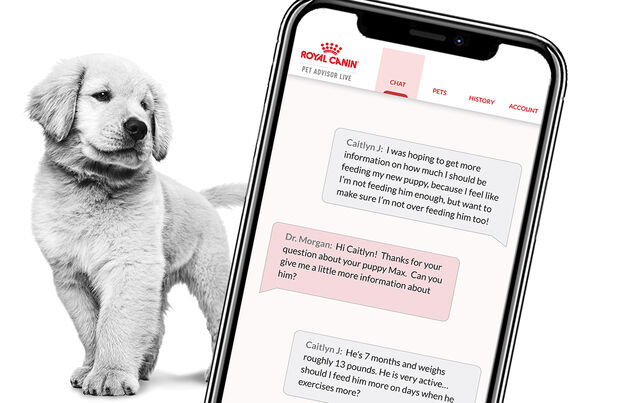 ROYAL CANIN
PET ADVISOR LIVE
CHAT
PETS
HISTORY
ACCOUNT
Caitlyn J: I was hoping to get more
information on how much I should be
feeding my new puppy, because I feel like
I'm not feeding him enough, but want to
make sure I'm not over feeding him too!
Dr. Morgan: Hi Caitlyn! Thanks for your
question about your puppy Max. Can you
give me a little more information about
him?
Caitlyn J: He's 7 months and weighs
roughly 13 pounds. He is very active...
should I feed him more on days when he
exercises more?